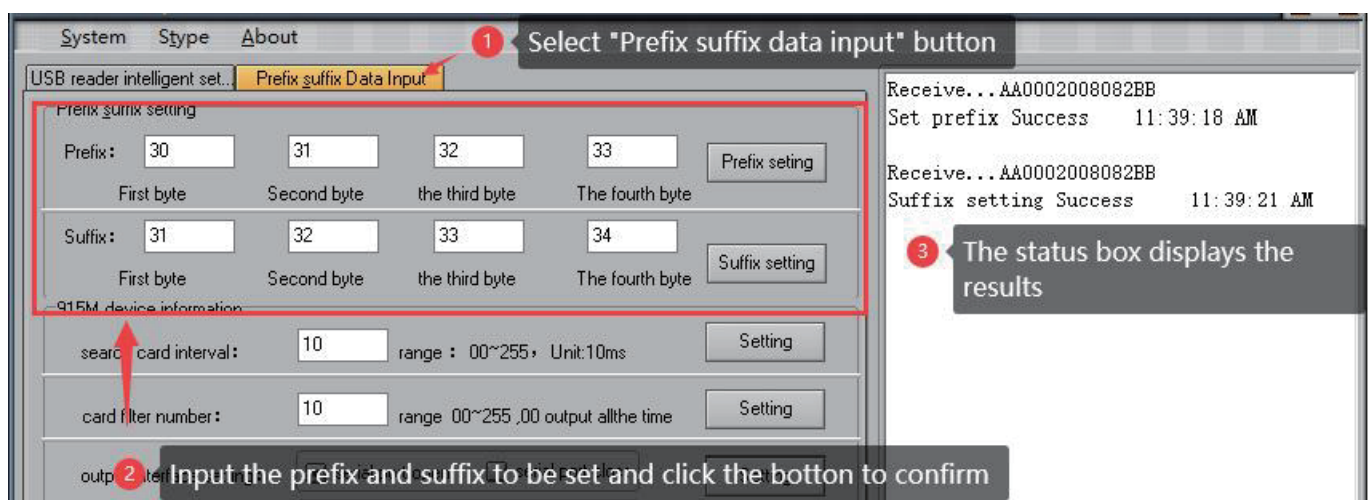 System Stype About
1 Select "Prefix suffix data input" button
USB reader intelligent set... Prefix suffix Data Input
Prefix suffix setting
Prefix: 30 31 32 33 Prefix seting
First byte Second byte the third byte The fourth byte
Suffix: 31 32 33 34 Suffix setting
First byte Second byte the third byte The fourth byte
915M device information
search card interval: 10 range : 00~255, Unit:10ms Setting
card filter number: 10 range 00~255 ,00 output allthe time Setting
2 Input the prefix and suffix to be set and click the botton to confirm
Receive...AA0002008082BB
Set prefix Success 11:39:18 AM
Receive...AA0002008082BB
Suffix setting Success 11:39:21 AM
3 The status box displays the
results